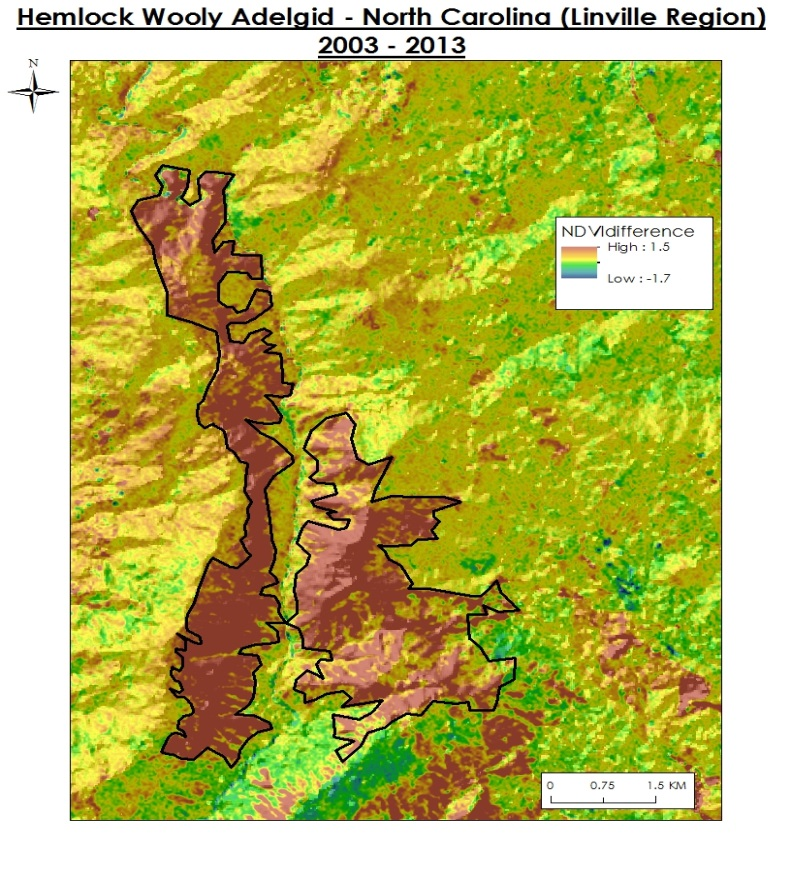 Hemlock Wooly Adelgid - North Carolina (Linville Region)
2003 - 2013
N
NDVIdifference
High : 1.5
Low : -1.7
0 0.75 1.5 KM